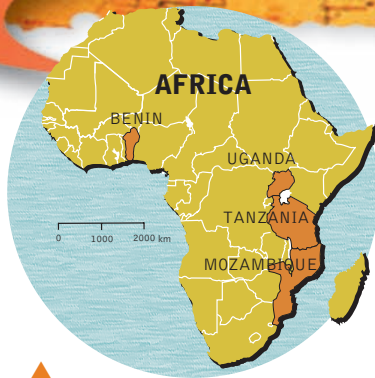 AFRICA
BENIN
UGANDA
TANZANIA
0 1000 2000 km
MOZAMBIQUE